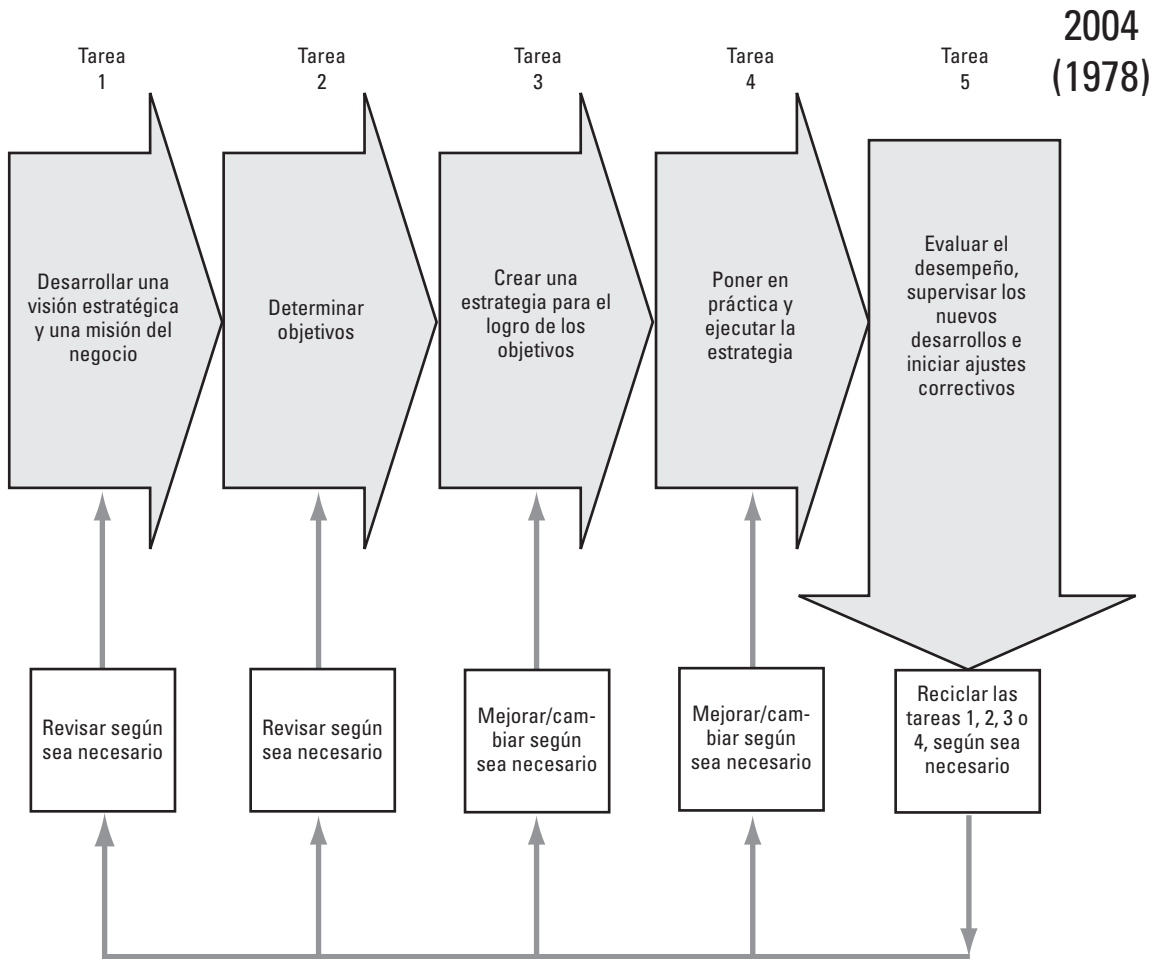 2004
(1978)
Tarea
1
Tarea
2
Tarea
3
Tarea
4
Tarea
5
Desarrollar una
visión estratégica
y una misión del
negocio
Determinar
objetivos
Crear una
estrategia para el
logro de los
objetivos
Poner en
práctica y
ejecutar la
estrategia
Evaluar el
desempeño,
supervisar los
nuevos
desarrollos e
iniciar ajustes
correctivos
Revisar según
sea necesario
Revisar según
sea necesario
Mejorar/cam-
biar según
sea necesario
Mejorar/cam-
biar según
sea necesario
Reciclar las
tareas 1, 2, 3 o
4, según sea
necesario